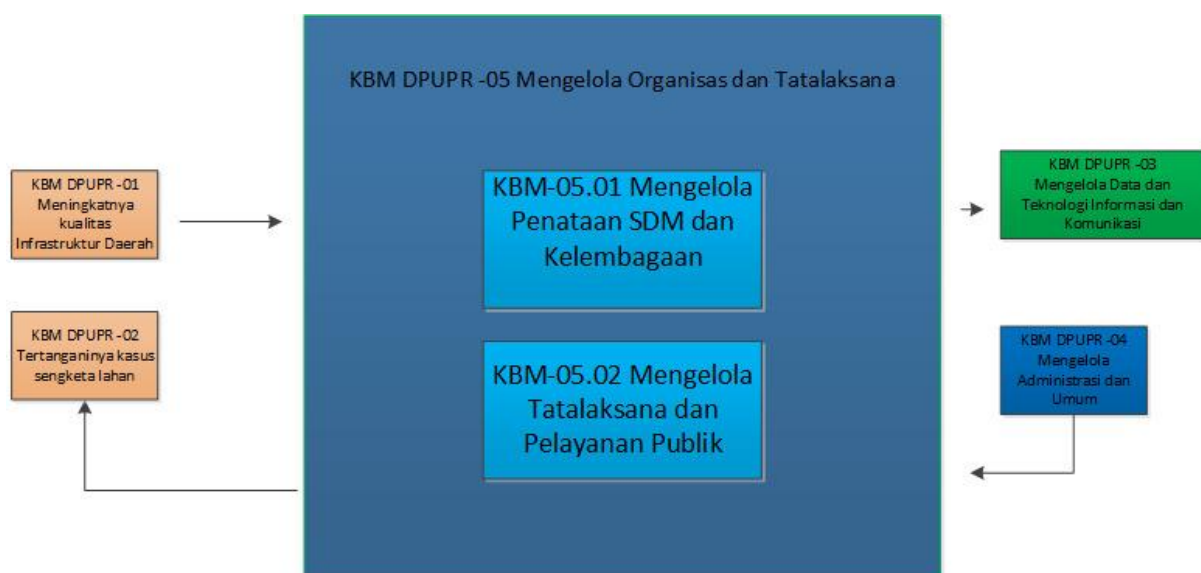 KBM DPUPR -05 Mengelola Organisas dan Tatalaksana
KBM DPUPR -01
Meningkatnya
kualitas
Infrastruktur Daerah
KBM DPUPR -02
Tertanganinya kasus
sengketa lahan
KBM-05.01 Mengelola
Penataan SDM dan
Kelembagaan
KBM-05.02 Mengelola
Tatalaksana dan
Pelayanan Publik
KBM DPUPR -03
Mengelola Data dan
Teknologi Informasi dan
Komunikasi
KBM DPUPR -04
Mengelola
Administrasi dan
Umum